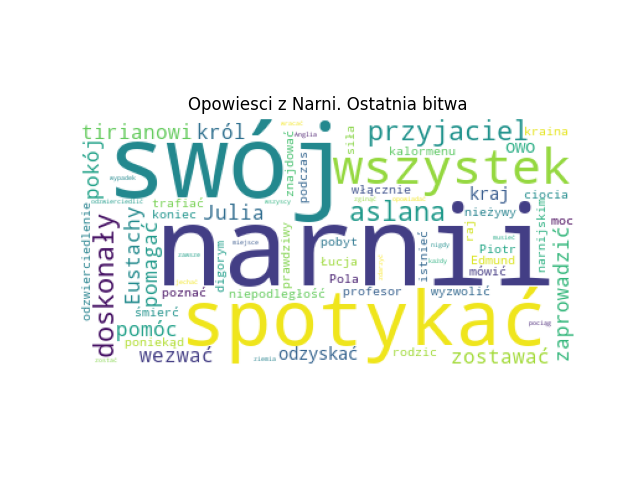 Opowiesci z Narni. Ostatnia bitwa
tirianowi król swój przyjaciel kraina
Anglia siła owo
pokój znajdować podczas kalormenu wszystek
wypadek włącznie kraj ciocia
odzwierciedlić trafiać
koniec Julia aslana nieżywy moc
odzwierciedlenie doskonały Eustachy pomagać
narnii raj narnijskim zaprowadzić
zawsze digorym miejsce prawdziwy pobyt istnieć nigdy musieć
Łucja każdy Piotr
Edmund
poznać niepodległość Pola mówić
profesor wyzwolić
śmierć spotykać pociąg
pomóc poniekąd
wezwać odzyskać rodzic zostawać
zostać ziemia
wszyscy zginąć